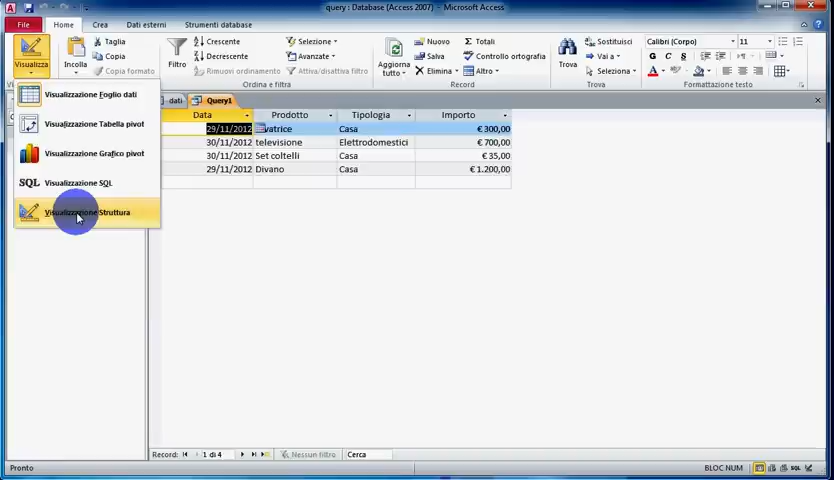 query : Database (Access 2007) - Microsoft Access
File Home Crea Dati esterni Strumenti database
Visualizza
Incolla
Taglia
Copia
Filtro
Crescente
Decrescente
Rimuovi ordinamento
Selezione
Avanzate
Attiva/disattiva filtro
Ordina e filtra
Aggiorna tutto
Nuovo
Salva
Elimina
Totali
Controllo ortografia
Altro
Record
Trova
Sostituisci
Vai a
Selezione
Trova
Calibri (Corpo) 11
G C S
Formattazione testo
Visualizzazione Foglio dati
Visualizzazione Tabella pivot
Visualizzazione Grafico pivot
SQL Visualizzazione SQL
Visualizzazione Struttura
dati Query1
Data Prodotto Tipologia Importo
29/11/2012 vatrice Casa € 300,00
30/11/2012 televisione Elettrodomestici € 700,00
30/11/2012 Set coltelli Casa € 35,00
29/11/2012 Divano Casa € 1.200,00
Record: 1 di 4 Nessun filtro Cerca
Pronto BLOC NUM SQL